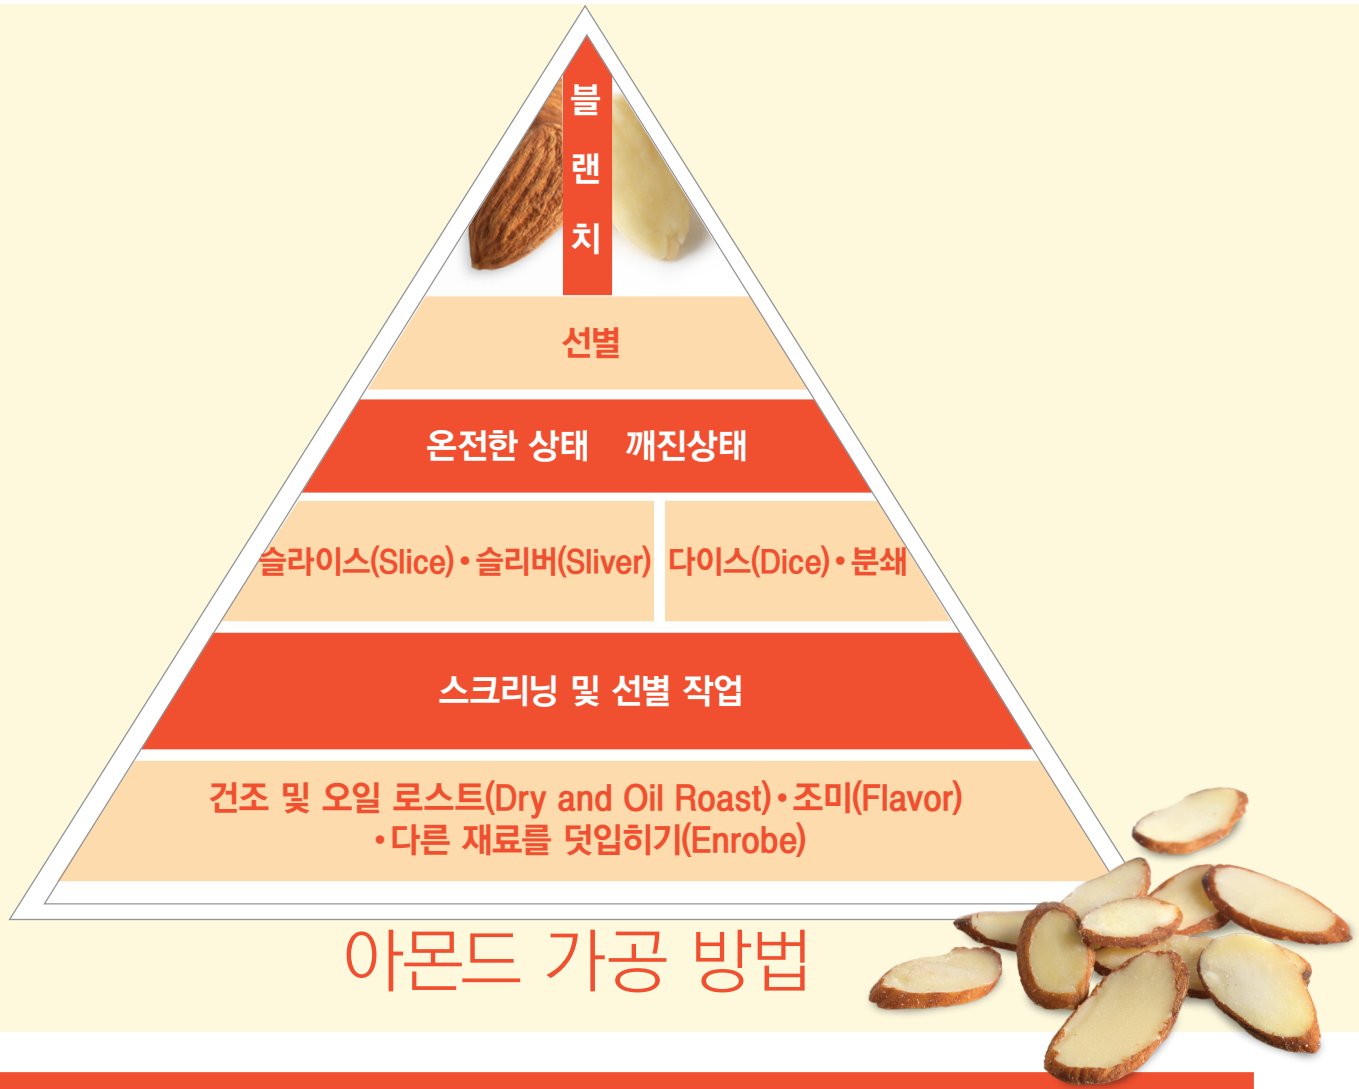 블랜치
선별
온전한 상태 깨진상태
슬라이스(Slice)•슬리버(Sliver) 다이스(Dice)•분쇄
스크리닝 및 선별 작업
건조 및 오일 로스트(Dry and Oil Roast)•조미(Flavor)
•다른 재료를 덧입히기(Enrobe)
아몬드 가공 방법